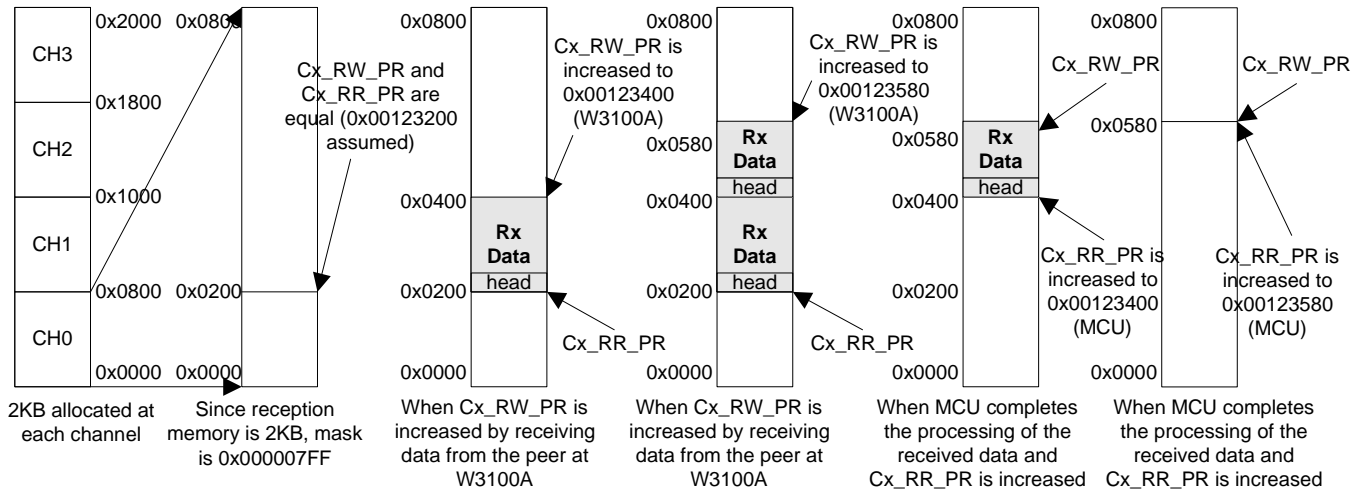 0x2000
CH3
0x1800
CH2
0x1000
CH1
0x0800
CH0
0x0000
2KB allocated at
each channel
0x0800
Cx_RW_PR and
Cx_RR_PR are
equal (0x00123200
assumed)
0x0200
0x0000
Since reception
memory is 2KB, mask
is 0x000007FF
0x0800
Cx_RW_PR is
increased to
0x00123400
(W3100A)
0x0400
Rx
Data
head
0x0200
Cx_RR_PR
0x0000
When Cx_RW_PR is
increased by receiving
data from the peer at
W3100A
0x0800
Cx_RW_PR is
increased to
0x00123580
(W3100A)
0x0580
Rx
Data
head
0x0400
Rx
Data
head
0x0200
Cx_RR_PR
0x0000
When Cx_RW_PR is
increased by receiving
data from the peer at
W3100A
0x0800
Cx_RW_PR
0x0580
Rx
Data
head
0x0400
Cx_RR_PR is
increased to
0x00123400
(MCU)
0x0200
0x0000
When MCU completes
the processing of the
received data and
Cx_RR_PR is increased
0x0800
Cx_RW_PR
0x0580
Cx_RR_PR is
increased to
0x00123580
(MCU)
0x0000
When MCU completes
the processing of the
received data and
Cx_RR_PR is increased